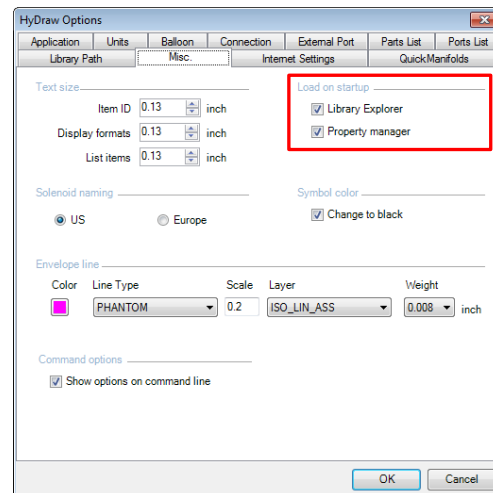 HyDraw Options
Application Units Balloon Connection External Port Parts List Ports List
Library Path Misc. Internet Settings QuickManifolds
Text size Load on startup
Item ID 0.13 inch Library Explorer
Display formats 0.13 inch Property manager
List items 0.13 inch
Solenoid naming Symbol color
US Europe Change to black
Envelope line
Color Line Type Scale Layer Weight
PHANTOM 0.2 ISO_LIN_ASS 0.008 inch
Command options
Show options on command line
OK Cancel